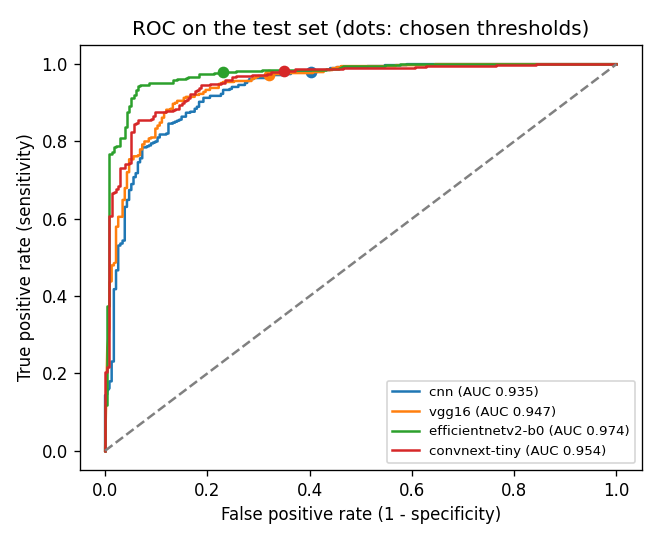 ROC on the test set (dots: chosen thresholds)
True positive rate (sensitivity)
1.0
0.8
0.6
0.4
0.2
0.0
cnn (AUC 0.935)
vgg16 (AUC 0.947)
efficientnetv2-b0 (AUC 0.974)
convnext-tiny (AUC 0.954)
0.0 0.2 0.4 0.6 0.8 1.0
False positive rate (1 - specificity)